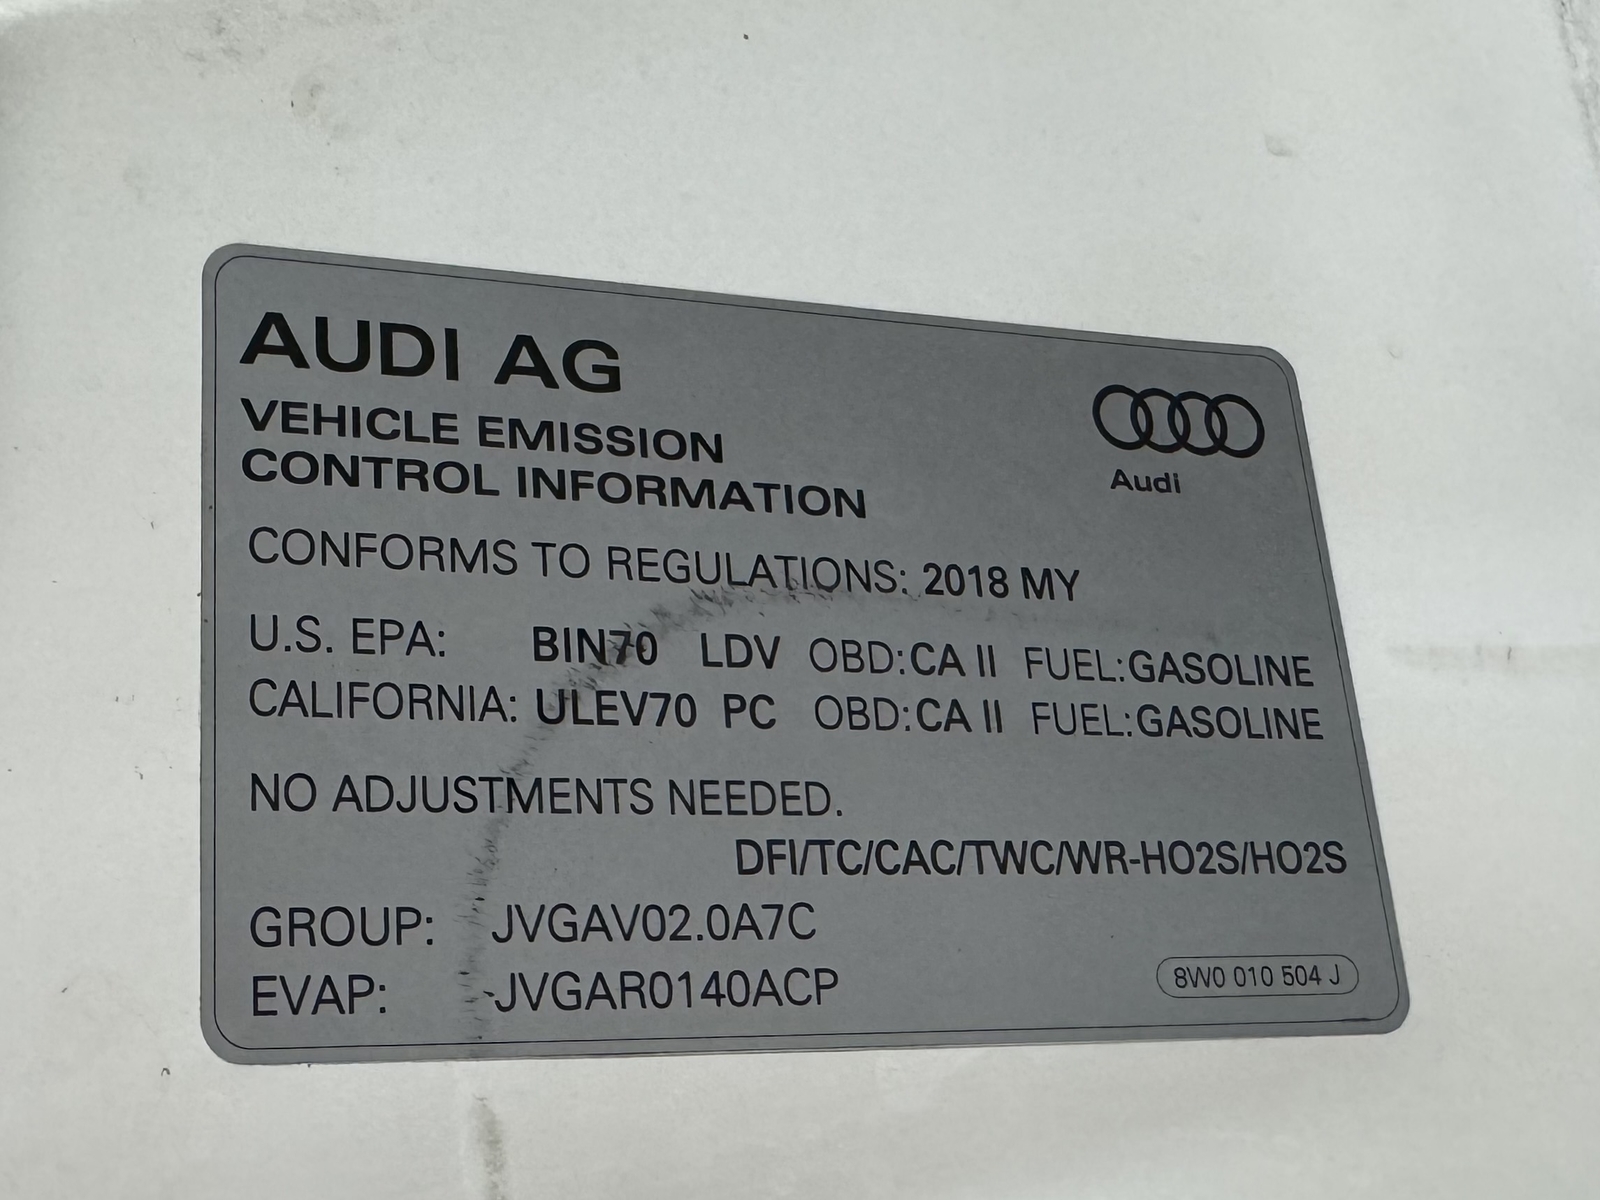 AUDI AG
VEHICLE EMISSION
CONTROL INFORMATION
Audi
CONFORMS TO REGULATIONS: 2018 MY
U.S. EPA: BIN70 LDV OBD:CA II FUEL:GASOLINE
CALIFORNIA: ULEV70 PC OBD:CA II FUEL:GASOLINE
NO ADJUSTMENTS NEEDED.
DFI/TC/CAC/TWC/WR-HO2S/HO2S
GROUP: JVGAV02.0A7C
EVAP: JVGAR0140ACP
8W0 010 504 J